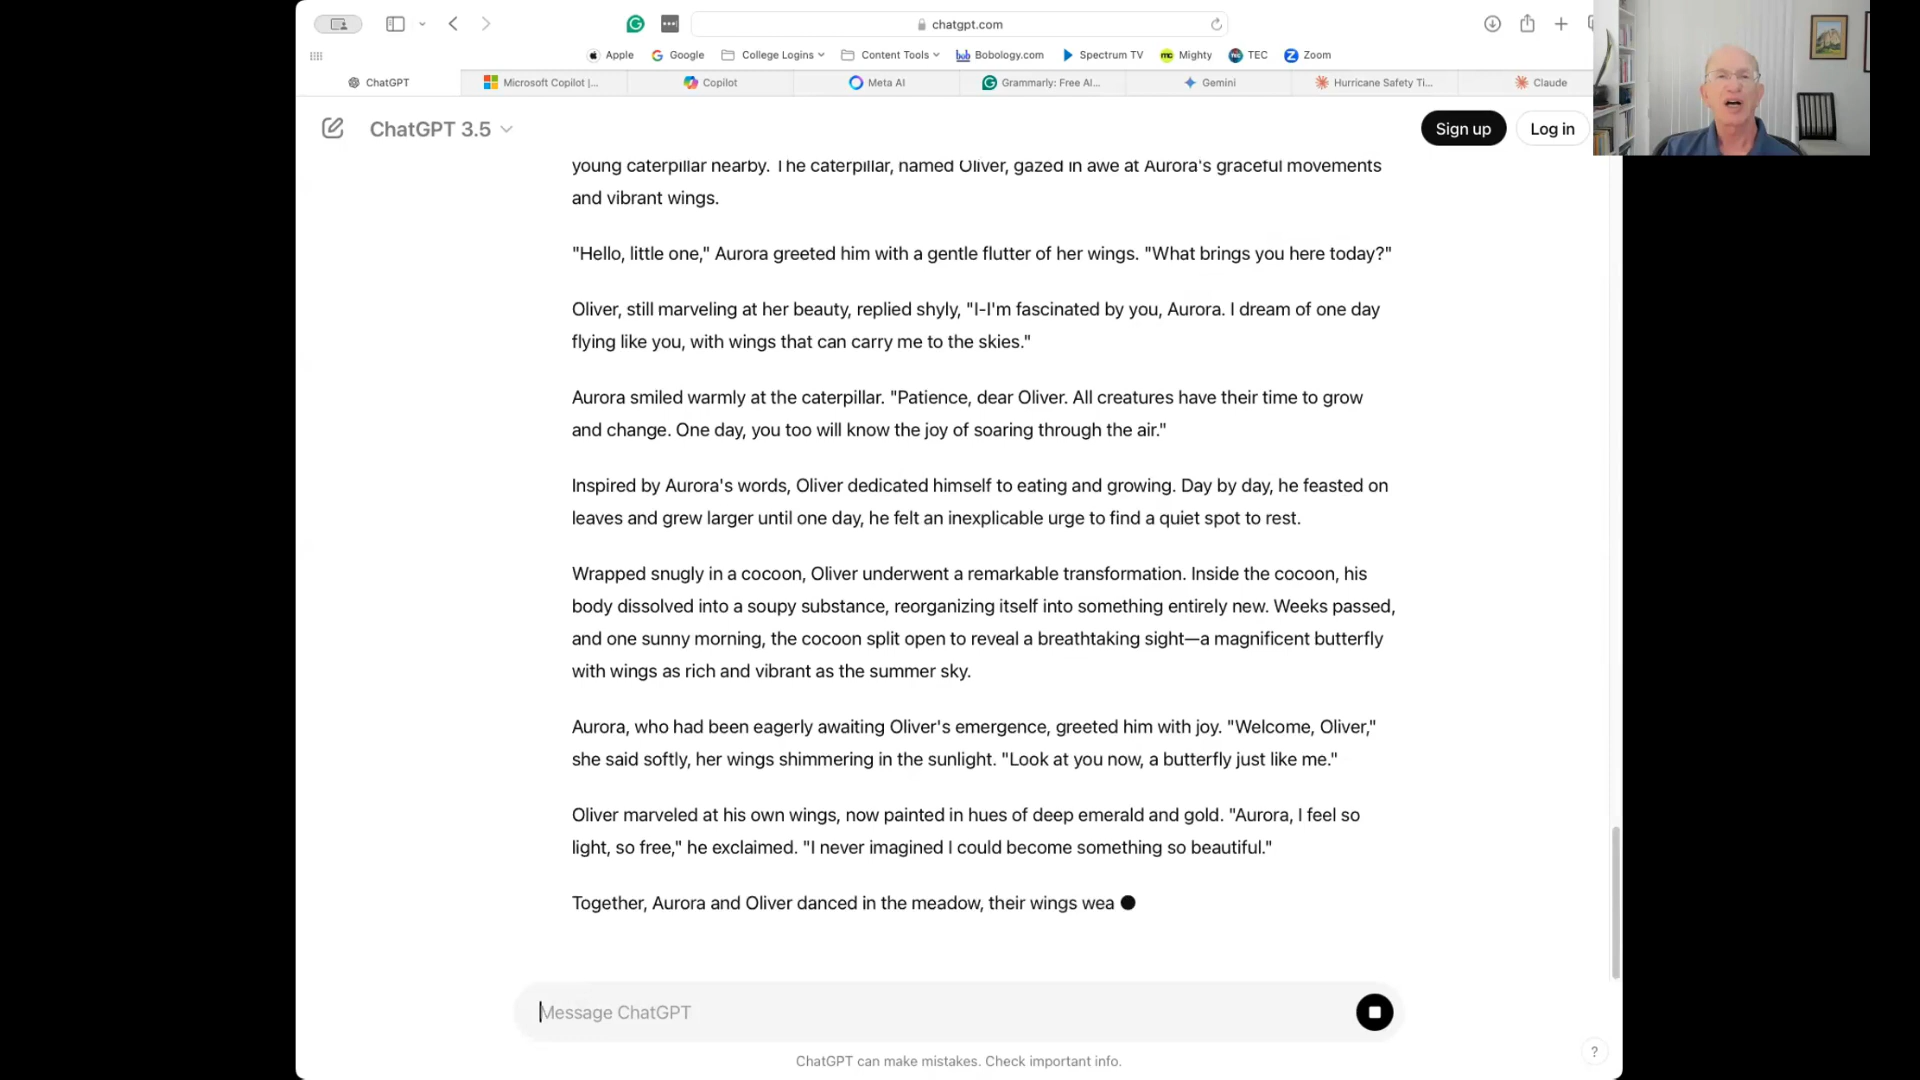 chatgpt.com
Apple
Google
College Logins
Content Tools
bob Bobology.com
Spectrum TV
mc Mighty
TEC
Zoom
ChatGPT
Microsoft Copilot |...
Copilot
Meta AI
Grammarly: Free AI...
Gemini
Hurricane Safety Ti...
Claude
ChatGPT 3.5
Sign up
Log in
young caterpillar nearby. The caterpillar, named Oliver, gazed in awe at Aurora's graceful movements
and vibrant wings.
"Hello, little one," Aurora greeted him with a gentle flutter of her wings. "What brings you here today?"
Oliver, still marveling at her beauty, replied shyly, "I-I'm fascinated by you, Aurora. I dream of one day
flying like you, with wings that can carry me to the skies."
Aurora smiled warmly at the caterpillar. "Patience, dear Oliver. All creatures have their time to grow
and change. One day, you too will know the joy of soaring through the air."
Inspired by Aurora's words, Oliver dedicated himself to eating and growing. Day by day, he feasted on
leaves and grew larger until one day, he felt an inexplicable urge to find a quiet spot to rest.
Wrapped snugly in a cocoon, Oliver underwent a remarkable transformation. Inside the cocoon, his
body dissolved into a soupy substance, reorganizing itself into something entirely new. Weeks passed,
and one sunny morning, the cocoon split open to reveal a breathtaking sight—a magnificent butterfly
with wings as rich and vibrant as the summer sky.
Aurora, who had been eagerly awaiting Oliver's emergence, greeted him with joy. "Welcome, Oliver,"
she said softly, her wings shimmering in the sunlight. "Look at you now, a butterfly just like me."
Oliver marveled at his own wings, now painted in hues of deep emerald and gold. "Aurora, I feel so
light, so free," he exclaimed. "I never imagined I could become something so beautiful."
Together, Aurora and Oliver danced in the meadow, their wings wea
Message ChatGPT
ChatGPT can make mistakes. Check important info.
?